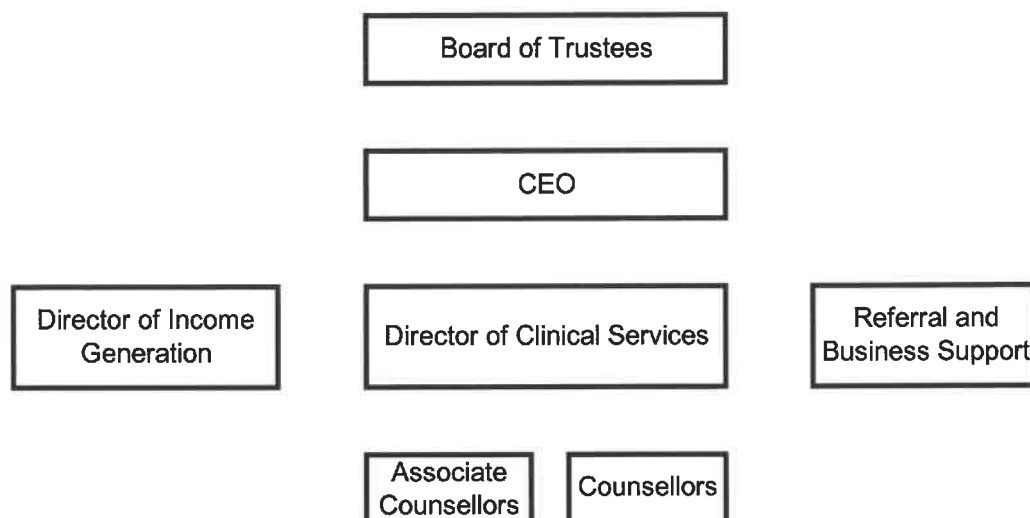 Board of Trustees
CEO
Director of Income
Generation
Director of Clinical Services
Referral and
Business Support
Associate
Counsellors
Counsellors